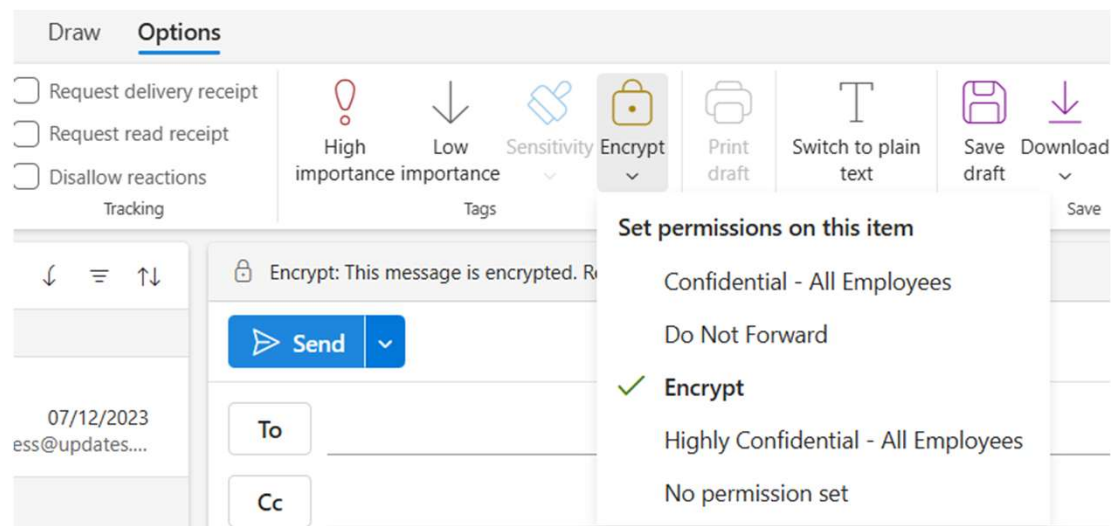 Draw Options
Request delivery receipt
Request read receipt
Disallow reactions
Tracking
High importance
Low importance
Sensitivity
Encrypt
Tags
Print draft
Switch to plain text
Save draft
Download
Save
Set permissions on this item
Confidential - All Employees
Do Not Forward
Encrypt
Highly Confidential - All Employees
No permission set
Encrypt: This message is encrypted. R
Send
To
Cc
07/12/2023
ess@updates....